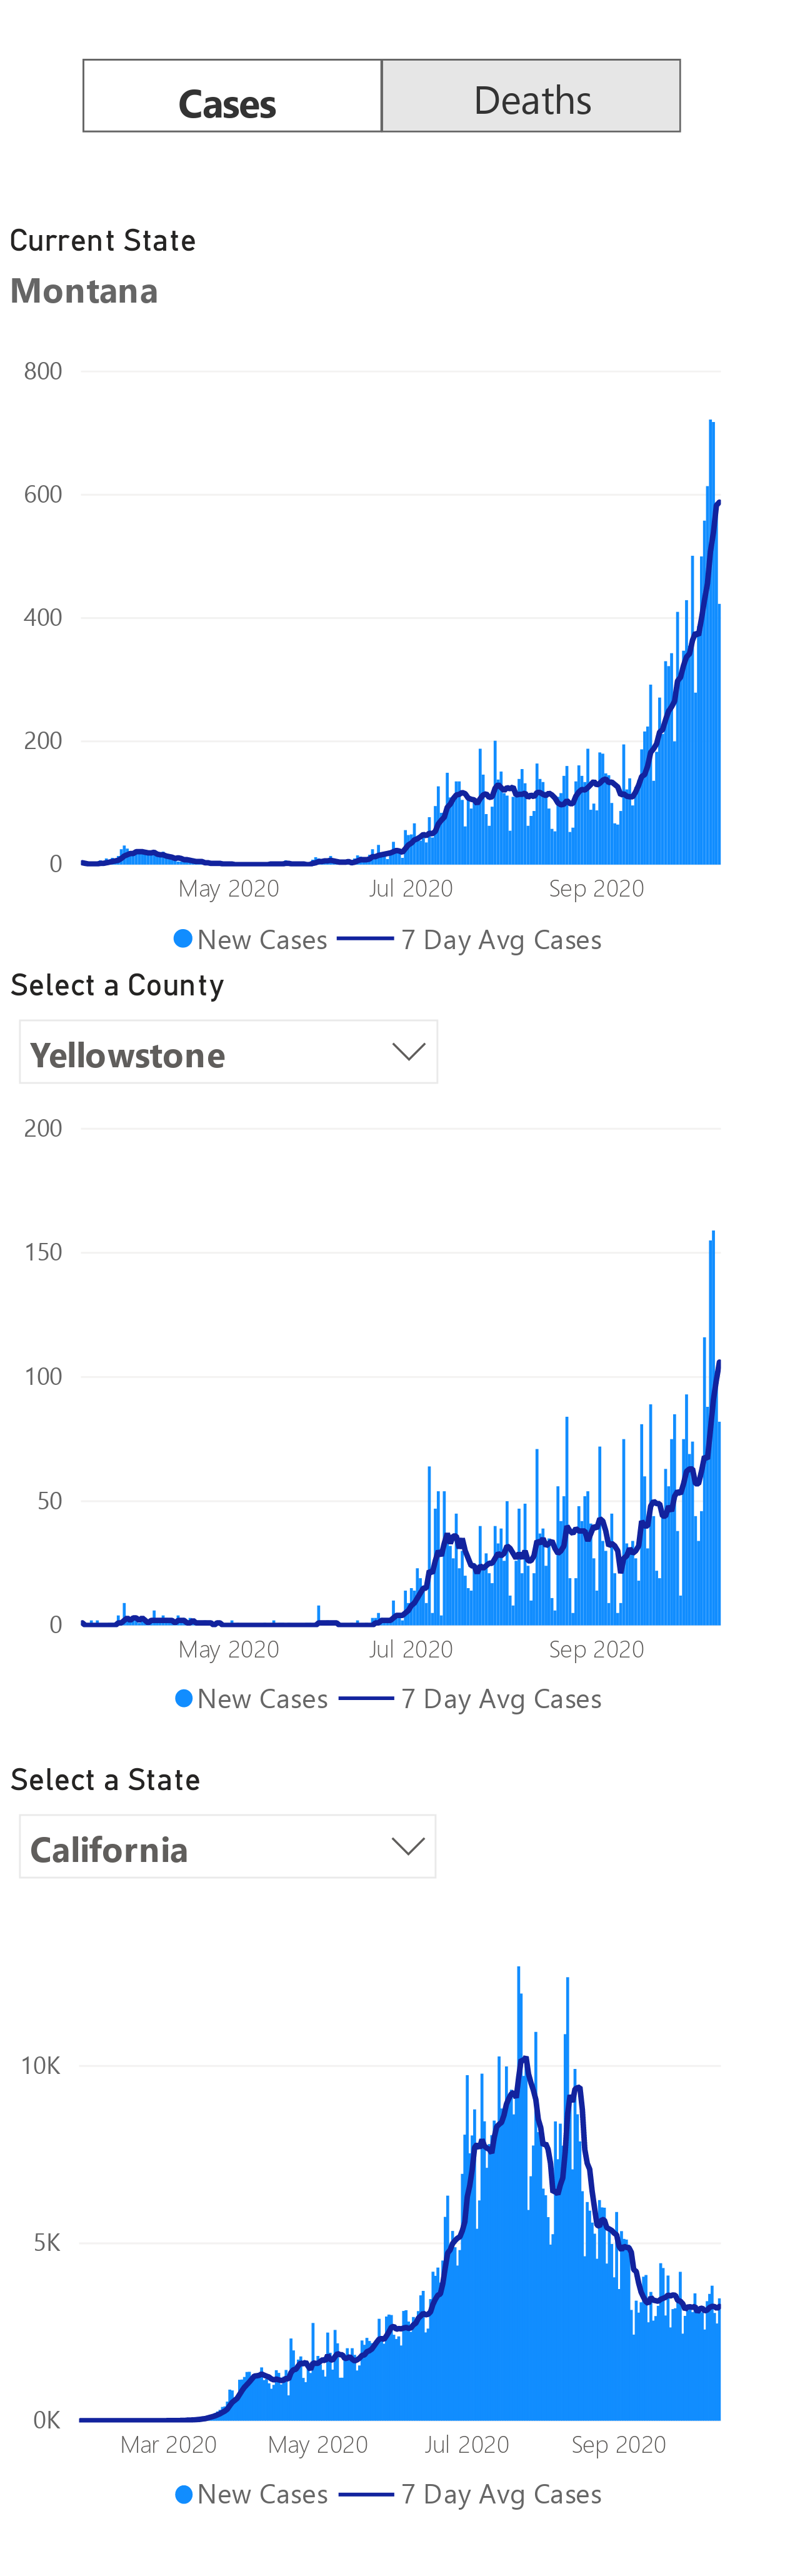 Cases Deaths
Current State
Montana
800
600
400
200
0
May 2020 Jul 2020 Sep 2020
New Cases 7 Day Avg Cases
Select a County
Yellowstone
200
150
100
50
0
May 2020 Jul 2020 Sep 2020
New Cases 7 Day Avg Cases
Select a State
California
10K
5K
0K
Mar 2020 May 2020 Jul 2020 Sep 2020
New Cases 7 Day Avg Cases